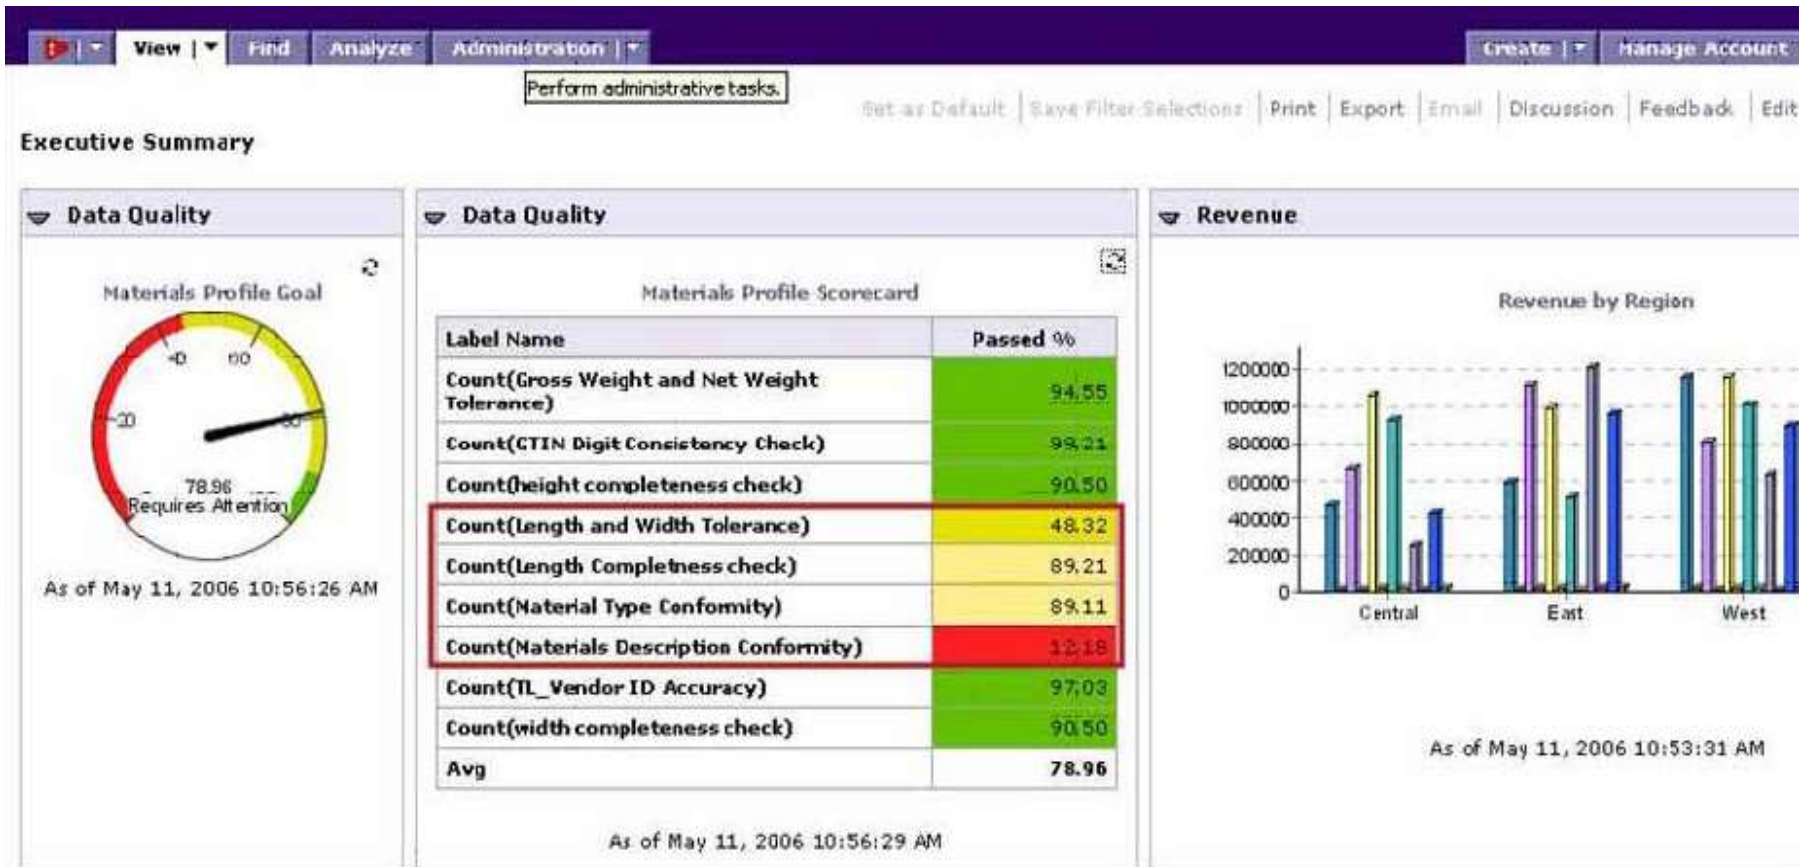 View | ▼
Find
Analyze
Administration | ▼
Create | ▼
Manage Account
Perform administrative tasks.
Set as Default | Save Filter Selections | Print | Export | Email | Discussion | Feedback | Edit
Executive Summary
Data Quality
Materials Profile Goal
20
40
60
80
78.96
Requires Attention
As of May 11, 2006 10:56:26 AM
Data Quality
Materials Profile Scorecard
Label Name Passed %
Count(Gross Weight and Net Weight
Tolerance) 94.55
Count(GTIN Digit Consistency Check) 99.21
Count(height completeness check) 90.50
Count(Length and Width Tolerance) 48.32
Count(Length Completness check) 89.21
Count(Material Type Conformity) 89.11
Count(Materials Description Conformity) 12.18
Count(TL_Vendor ID Accuracy) 97.03
Count(width completeness check) 90.50
Avg 78.96
As of May 11, 2006 10:56:29 AM
Revenue
Revenue by Region
1200000
1000000
800000
600000
400000
200000
0
Central East West
As of May 11, 2006 10:53:31 AM